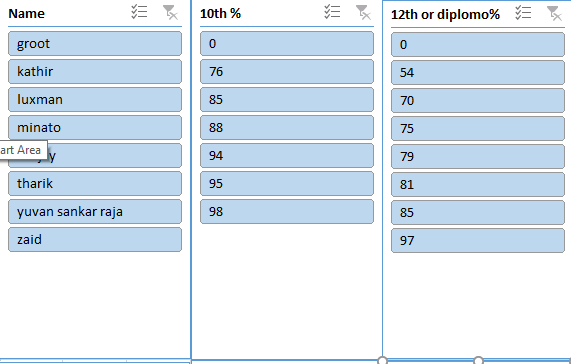 Name
groot
kathir
luxman
minato
art Area
tharik
yuvan sankar raja
zaid
10th %
0
76
85
88
94
95
98
12th or diplomo%
0
54
70
75
79
81
85
97